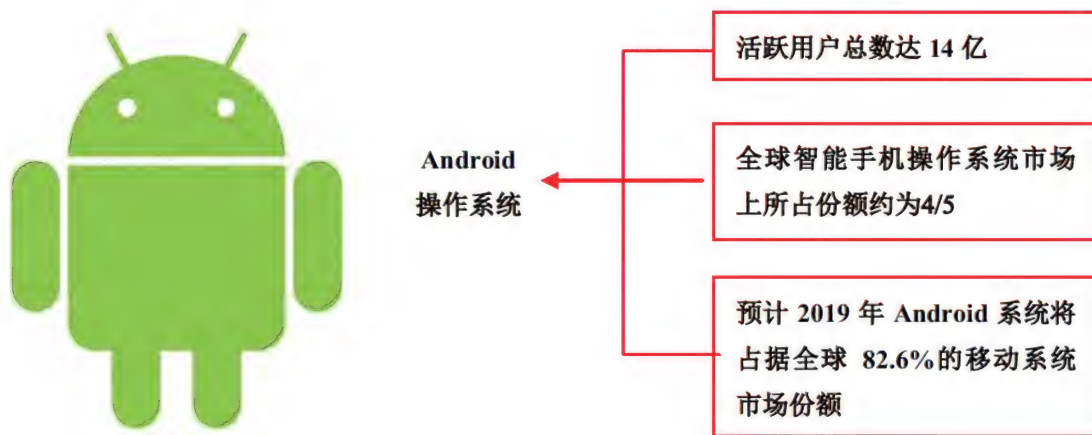 Android
操作系统
活跃用户总数达 14 亿
全球智能手机操作系统市场
上所占份额约为4/5
预计 2019 年 Android 系统将
占据全球 82.6%的移动系统
市场份额